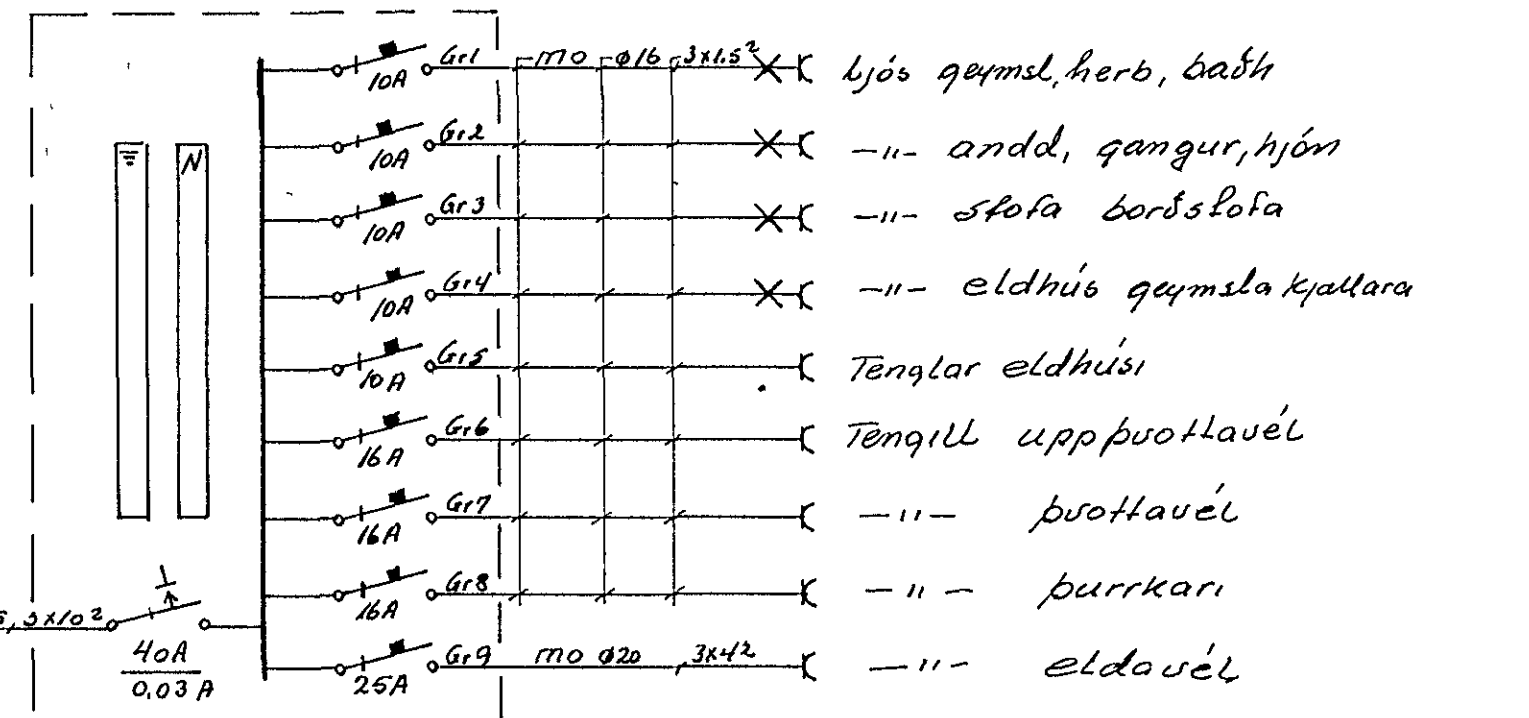 Gr1 mo ø16 3x1.5² Ljós geymsl, herb, baðh
10A
Gr2 -"- andd, gangur, hjón
10A
N
Gr3 -"- stofa borðstofa
10A
Gr4 -"- eldhús geymsla kjallara
10A
Gr5 Tenglar eldhúsi
10A
Gr6 Tengill uppþvottavél
16A
Gr7 -"- þvottavél
16A
Gr8 -"- þurrkari
16A
3x10²
40A
0,03A
Gr9 mo ø20, 3x4² -"- eldavél
25A